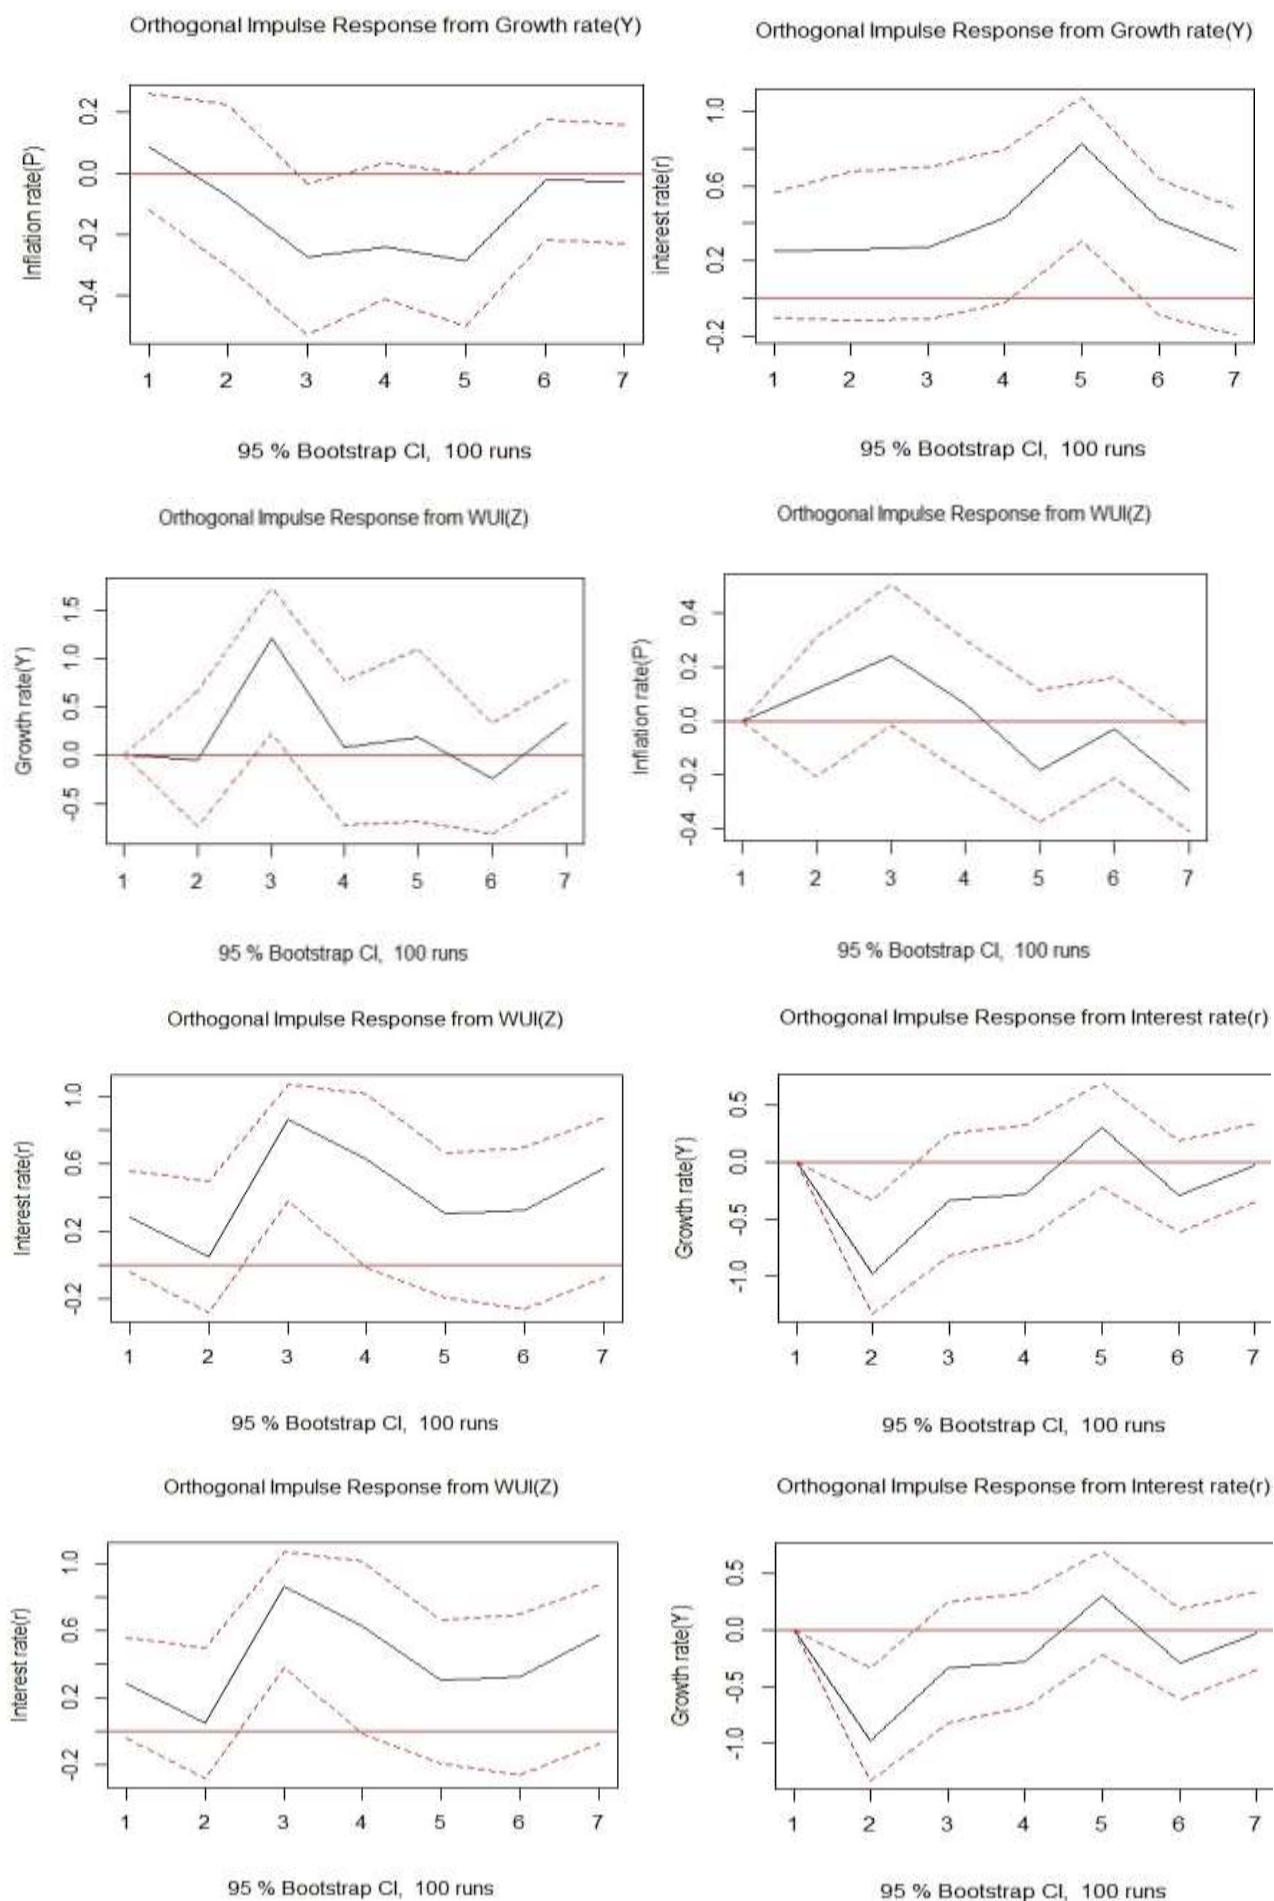 Orthogonal Impulse Response from Growth rate(Y)
Inflation rate(P)
0.2
0.0
-0.2
-0.4
1 2 3 4 5 6 7
95 % Bootstrap CI, 100 runs
Orthogonal Impulse Response from Growth rate(Y)
interest rate(r)
1.0
0.6
0.2
-0.2
1 2 3 4 5 6 7
95 % Bootstrap CI, 100 runs
Orthogonal Impulse Response from WUI(Z)
Growth rate(Y)
1.5
1.0
0.5
0.0
-0.5
1 2 3 4 5 6 7
95 % Bootstrap CI, 100 runs
Orthogonal Impulse Response from WUI(Z)
Inflation rate(P)
0.4
0.2
0.0
-0.2
-0.4
1 2 3 4 5 6 7
95 % Bootstrap CI, 100 runs
Orthogonal Impulse Response from WUI(Z)
Interest rate(r)
1.0
0.6
0.2
-0.2
1 2 3 4 5 6 7
95 % Bootstrap CI, 100 runs
Orthogonal Impulse Response from Interest rate(r)
Growth rate(Y)
0.5
0.0
-0.5
-1.0
1 2 3 4 5 6 7
95 % Bootstrap CI, 100 runs
Orthogonal Impulse Response from WUI(Z)
Interest rate(r)
1.0
0.6
0.2
-0.2
1 2 3 4 5 6 7
95 % Bootstrap CI, 100 runs
Orthogonal Impulse Response from Interest rate(r)
Growth rate(Y)
0.5
0.0
-0.5
-1.0
1 2 3 4 5 6 7
95 % Bootstrap CI, 100 runs